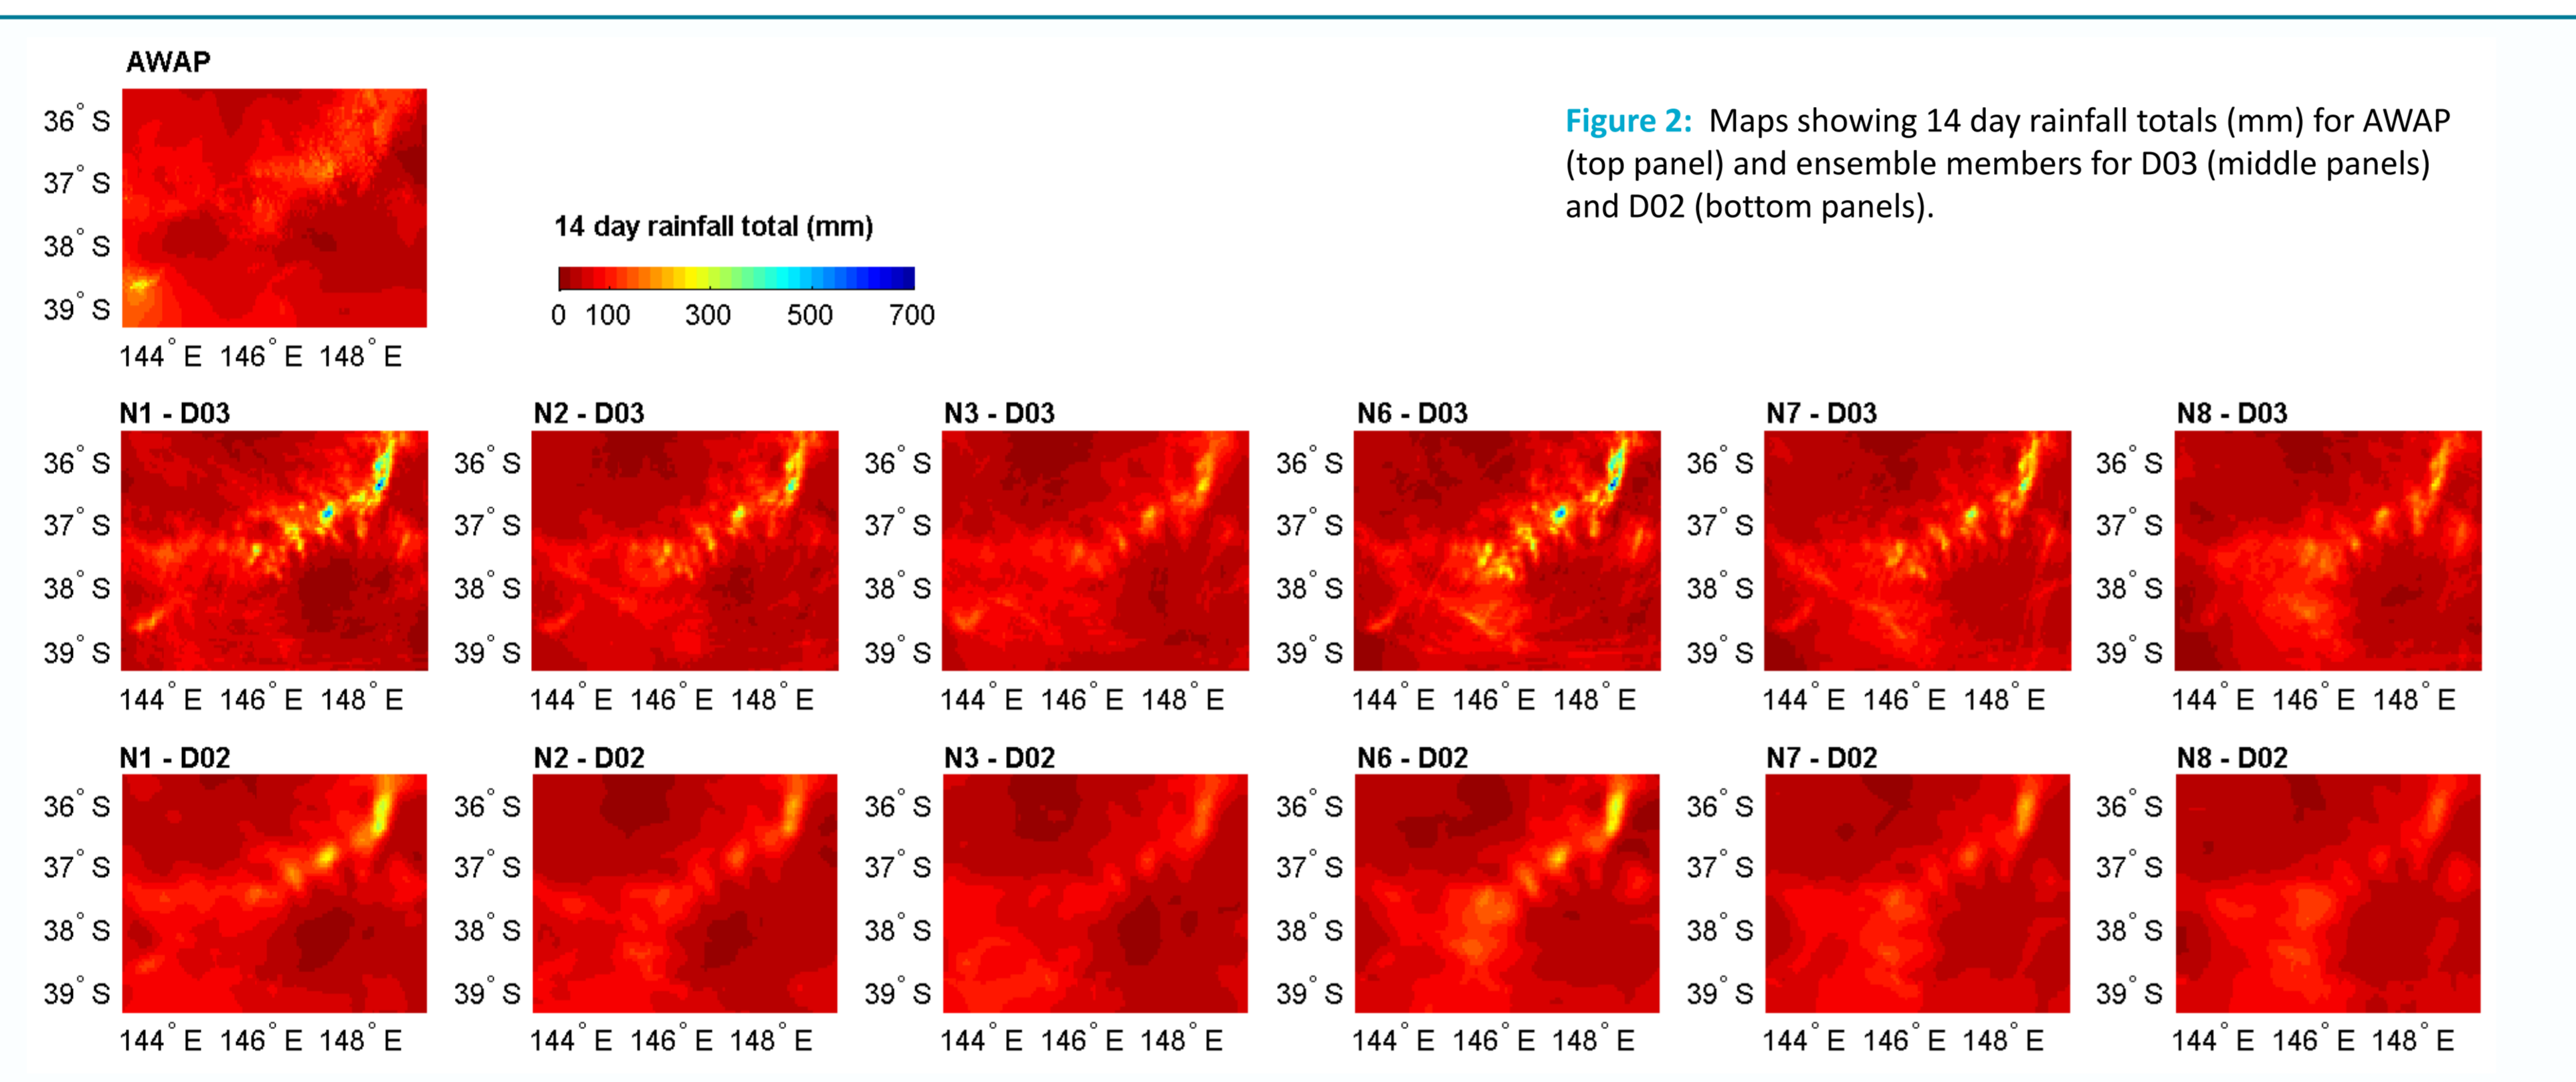 AWAP
36° S
37° S
38° S
39° S
144° E 146° E 148° E
14 day rainfall total (mm)
0 100 300 500 700
Figure 2: Maps showing 14 day rainfall totals (mm) for AWAP
(top panel) and ensemble members for D03 (middle panels)
and D02 (bottom panels).
N1 - D03 N2 - D03 N3 - D03 N6 - D03 N7 - D03 N8 - D03
36° S 36° S 36° S 36° S 36° S 36° S
37° S 37° S 37° S 37° S 37° S 37° S
38° S 38° S 38° S 38° S 38° S 38° S
39° S 39° S 39° S 39° S 39° S 39° S
144° E 146° E 148° E 144° E 146° E 148° E 144° E 146° E 148° E 144° E 146° E 148° E 144° E 146° E 148° E 144° E 146° E 148° E
N1 - D02 N2 - D02 N3 - D02 N6 - D02 N7 - D02 N8 - D02
36° S 36° S 36° S 36° S 36° S 36° S
37° S 37° S 37° S 37° S 37° S 37° S
38° S 38° S 38° S 38° S 38° S 38° S
39° S 39° S 39° S 39° S 39° S 39° S
144° E 146° E 148° E 144° E 146° E 148° E 144° E 146° E 148° E 144° E 146° E 148° E 144° E 146° E 148° E 144° E 146° E 148° E